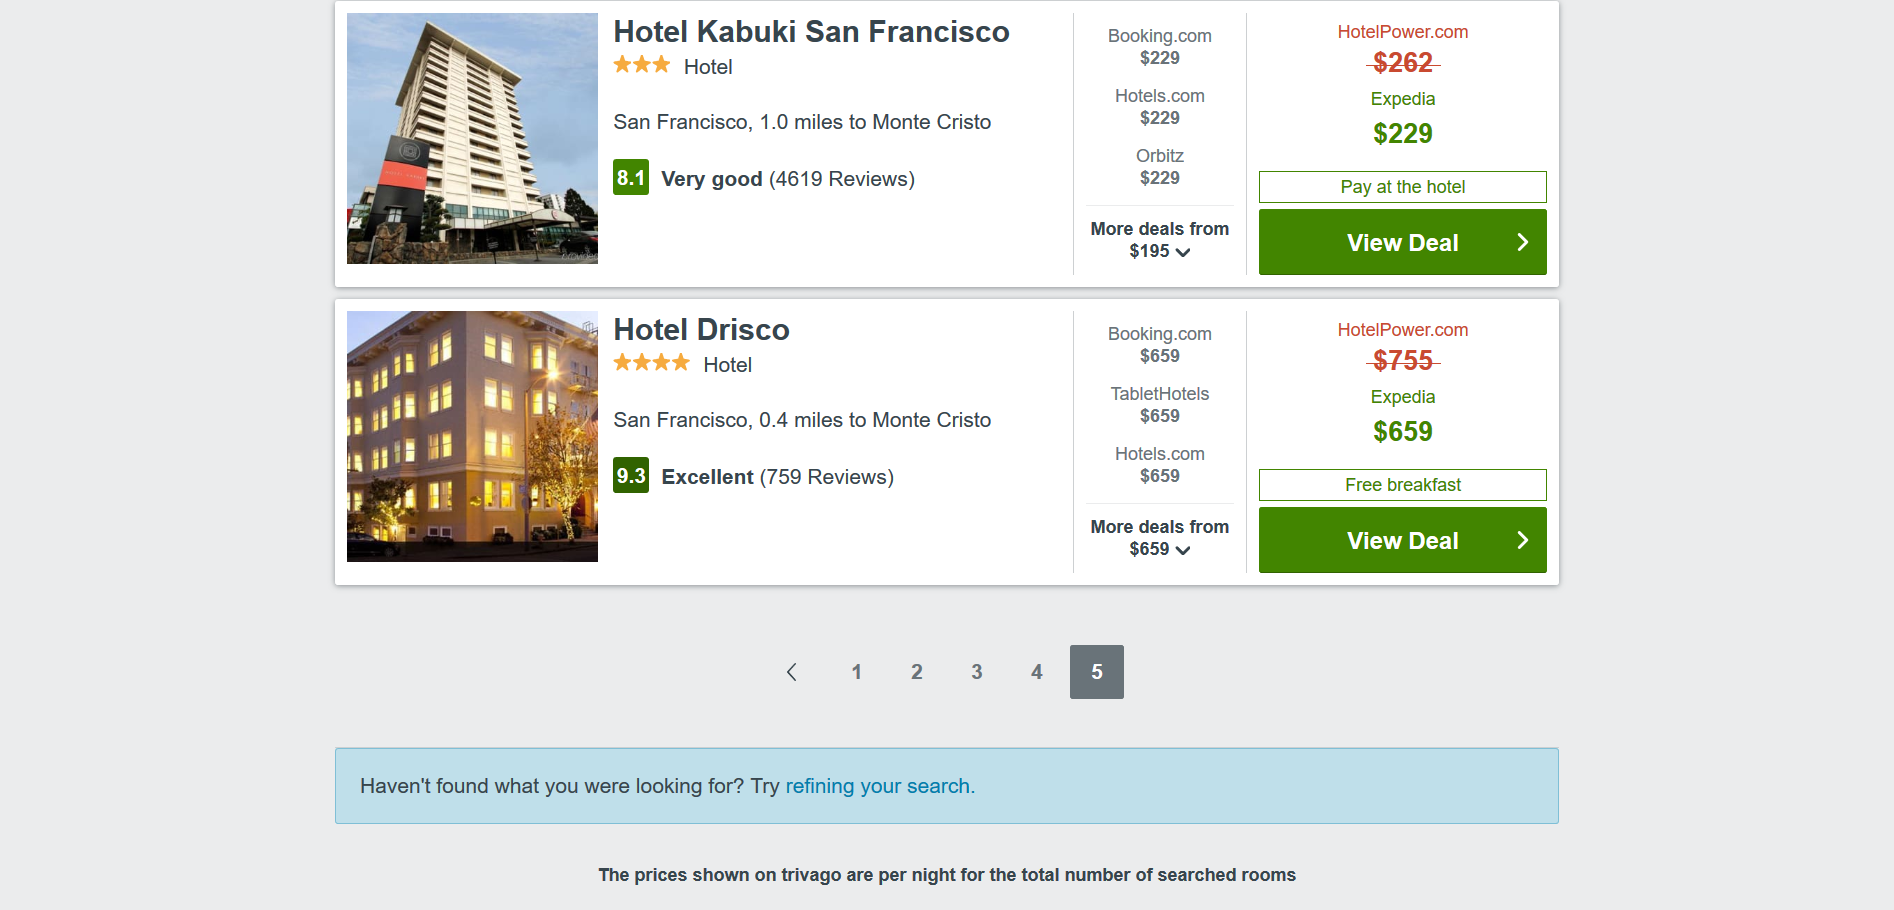 Hotel Kabuki San Francisco
Hotel
San Francisco, 1.0 miles to Monte Cristo
8.1 Very good (4619 Reviews)
Booking.com
$229
Hotels.com
$229
Orbitz
$229
More deals from
$195
HotelPower.com
$262
Expedia
$229
Pay at the hotel
View Deal
Hotel Drisco
Hotel
San Francisco, 0.4 miles to Monte Cristo
9.3 Excellent (759 Reviews)
Booking.com
$659
TabletHotels
$659
Hotels.com
$659
More deals from
$659
HotelPower.com
$755
Expedia
$659
Free breakfast
View Deal
1 2 3 4 5
Haven't found what you were looking for? Try refining your search.
The prices shown on trivago are per night for the total number of searched rooms